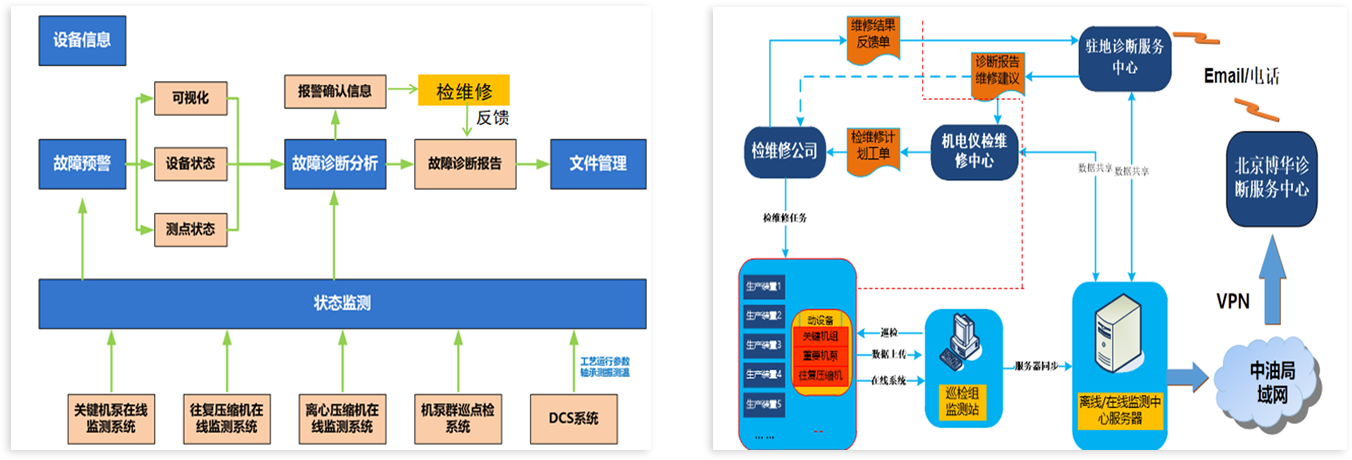 设备信息
可视化
报警确认信息
检维修
反馈
故障预警
设备状态
故障诊断分析
故障诊断报告
文件管理
测点状态
状态监测
工艺运行参数
轴承测振测温
关键机泵在线
监测系统
往复压缩机在
线监测系统
离心压缩机在
线监测系统
机泵群巡点检
系统
DCS系统
维修结果
反馈单
驻地诊断服务
中心
诊断报告
维修建议
Email/电话
检维修公司
检维修计
划工单
机电仪检维
修中心
数据共享
数据共享
北京博华诊
断服务中心
检维修任务
生产装置1
生产装置2
生产装置3
生产装置4
生产装置5
... ...
动设备
关键机组
重要机泵
往复压缩机
巡检
数据上传
在线系统
巡检组
监测站
服务器同步
离线/在线监测中
心服务器
VPN
中油局
域网